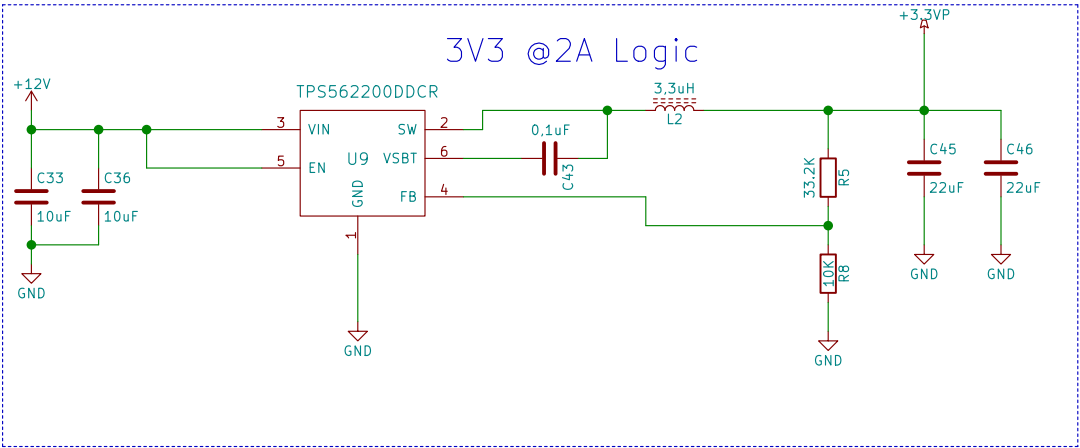 +3.3VP
3V3 @2A Logic
+12V
TPS562200DDCR
3,3uH
L2
3
VIN
SW
2
0,1uF
5
EN
U9
VSBT
6
C43
GND
FB
4
1
C33
10uF
C36
10uF
GND
GND
33.2K
R5
10K
R8
GND
C45
22uF
C46
22uF
GND
GND